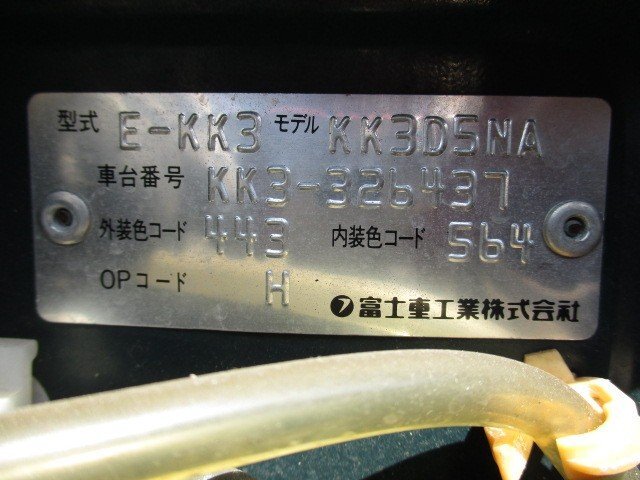 型式 E-KK3 モデル KK3D5NA
車台番号 KK3-326437
外装色コード 443 内装色コード 564
OPコード H 富士重工業株式会社